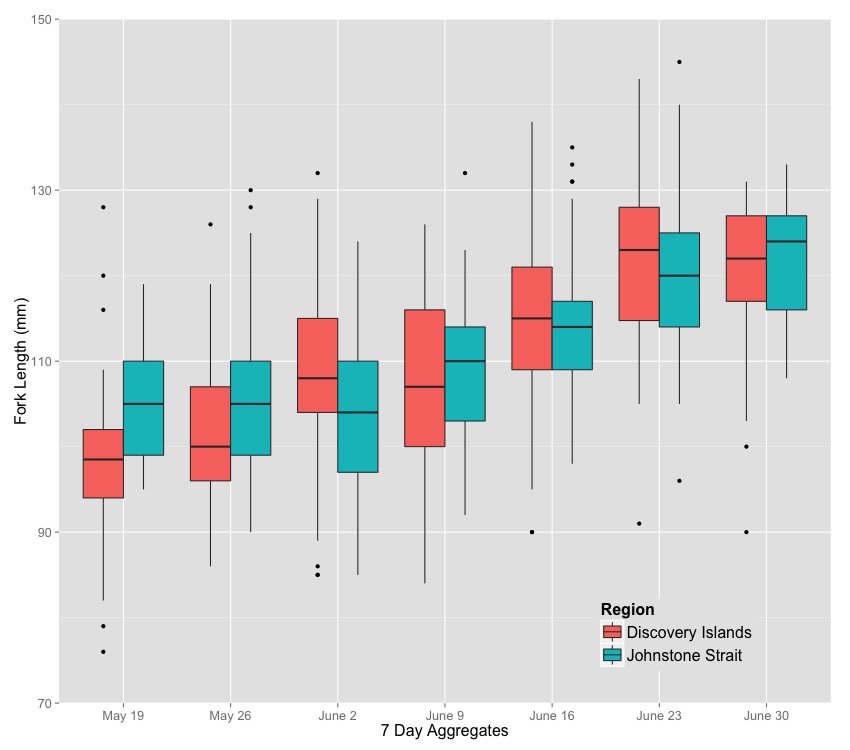 150
130
110
90
70
Fork Length (mm)
May 19 May 26 June 2 June 9 June 16 June 23 June 30
7 Day Aggregates
Region
Discovery Islands
Johnstone Strait